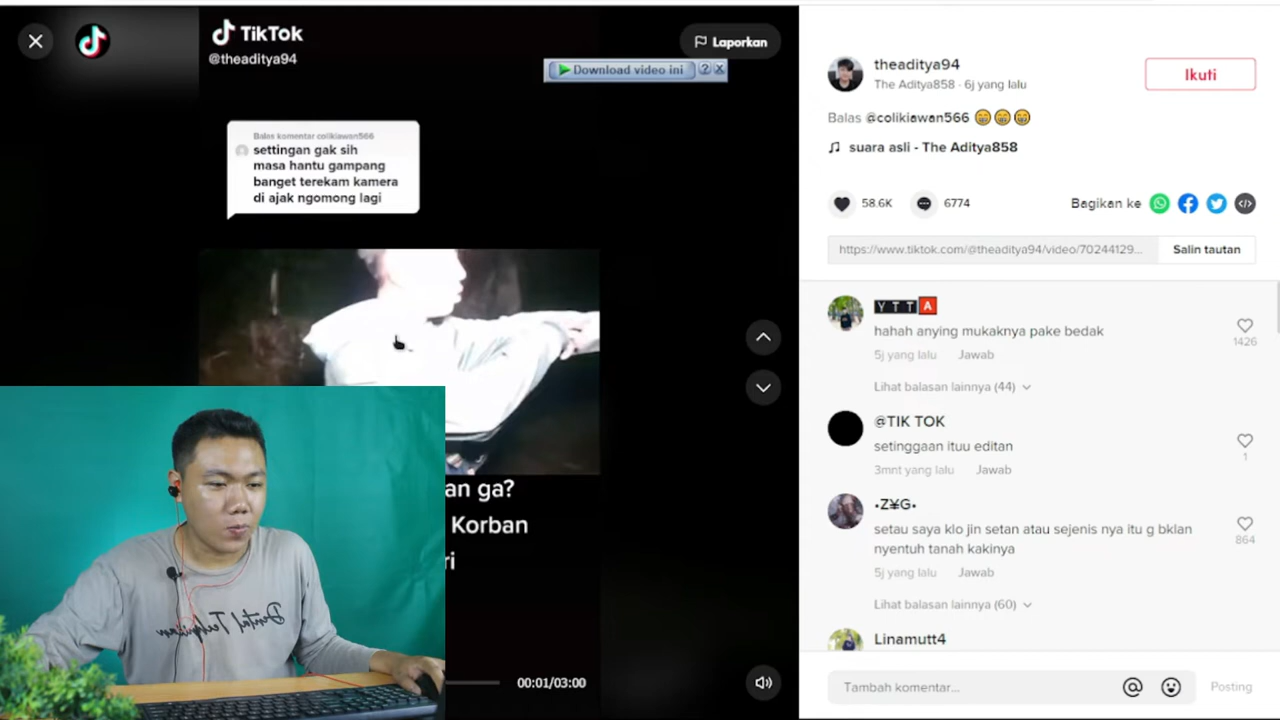 TikTok
@theaditya94
Laporkan
Download video ini
?
Balas komentar colikiawan566
settingan gak sih
masa hantu gampang
banget terekam kamera
di ajak ngomong lagi
an ga?
Korban
ri
00:01/03:00
theaditya94
The Aditya858 · 6j yang lalu
Ikuti
Balas @colikiawan566 😁😁😁
♫ suara asli - The Aditya858
58.6K
6774
Bagikan ke
https://www.tiktok.com/@theaditya94/video/70244129...
Salin tautan
Y T T A
hahah anying mukaknya pake bedak
1426
5j yang lalu Jawab
Lihat balasan lainnya (44)
@TIK TOK
setinggaan ituu editan
1
3mnt yang lalu Jawab
•Z¥G•
setau saya klo jin setan atau sejenis nya itu g bklan
nyentuh tanah kakinya
864
5j yang lalu Jawab
Lihat balasan lainnya (60)
Linamutt4
Tambah komentar...
Posting